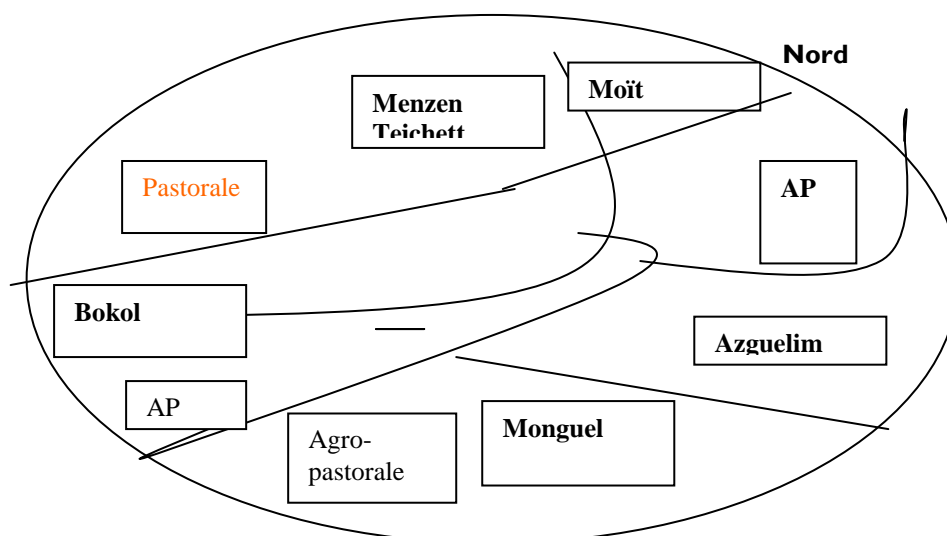 Nord
Moït
Menzen
Teichett
Pastorale
AP
Bokol
Azguelim
AP
Agro-
pastorale
Monguel